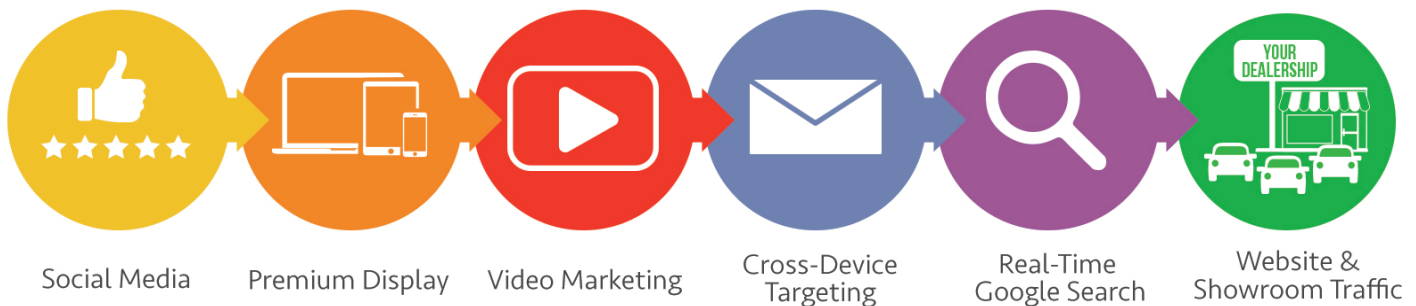 YOUR
DEALERSHIP
Social Media
Premium Display
Video Marketing
Cross-Device
Targeting
Real-Time
Google Search
Website &
Showroom Traffic